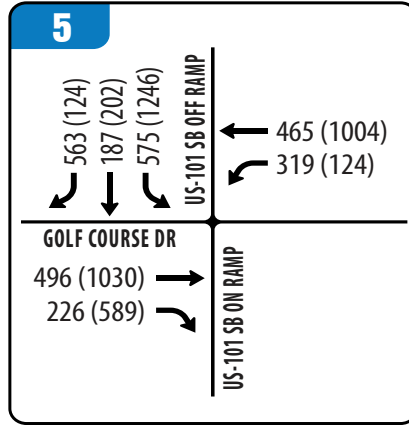 5
563 (124)
187 (202)
575 (1246)
US-101 SB OFF RAMP
465 (1004)
319 (124)
GOLF COURSE DR
496 (1030)
226 (589)
US-101 SB ON RAMP